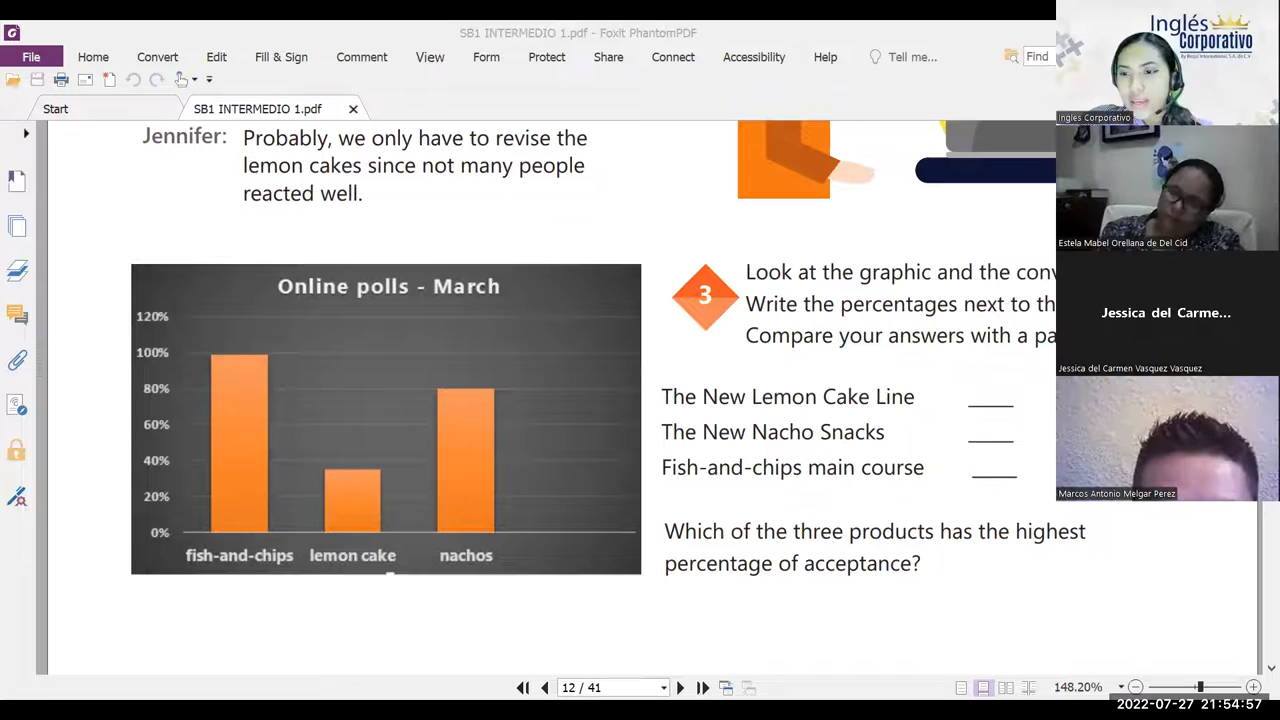 SB1 INTERMEDIO 1.pdf - Foxit PhantomPDF
File Home Convert Edit Fill & Sign Comment View Form Protect Share Connect Accessibility Help Tell me... Find
Start SB1 INTERMEDIO 1.pdf
Jennifer: Probably, we only have to revise the
lemon cakes since not many people
reacted well.
Online polls - March
120%
100%
80%
60%
40%
20%
0%
fish-and-chips lemon cake nachos
3
Look at the graphic and the conv
Write the percentages next to th
Compare your answers with a pa
The New Lemon Cake Line ____
The New Nacho Snacks ____
Fish-and-chips main course ____
Which of the three products has the highest
percentage of acceptance?
12 / 41
148.20%
Inglés
Corporativo
Ingles Corporativo
Estela Mabel Orellana de Del Cid
Jessica del Carme...
Jessica del Carmen Vasquez Vasquez
Marcos Antonio Melgar Perez
2022-07-27 21:54:57